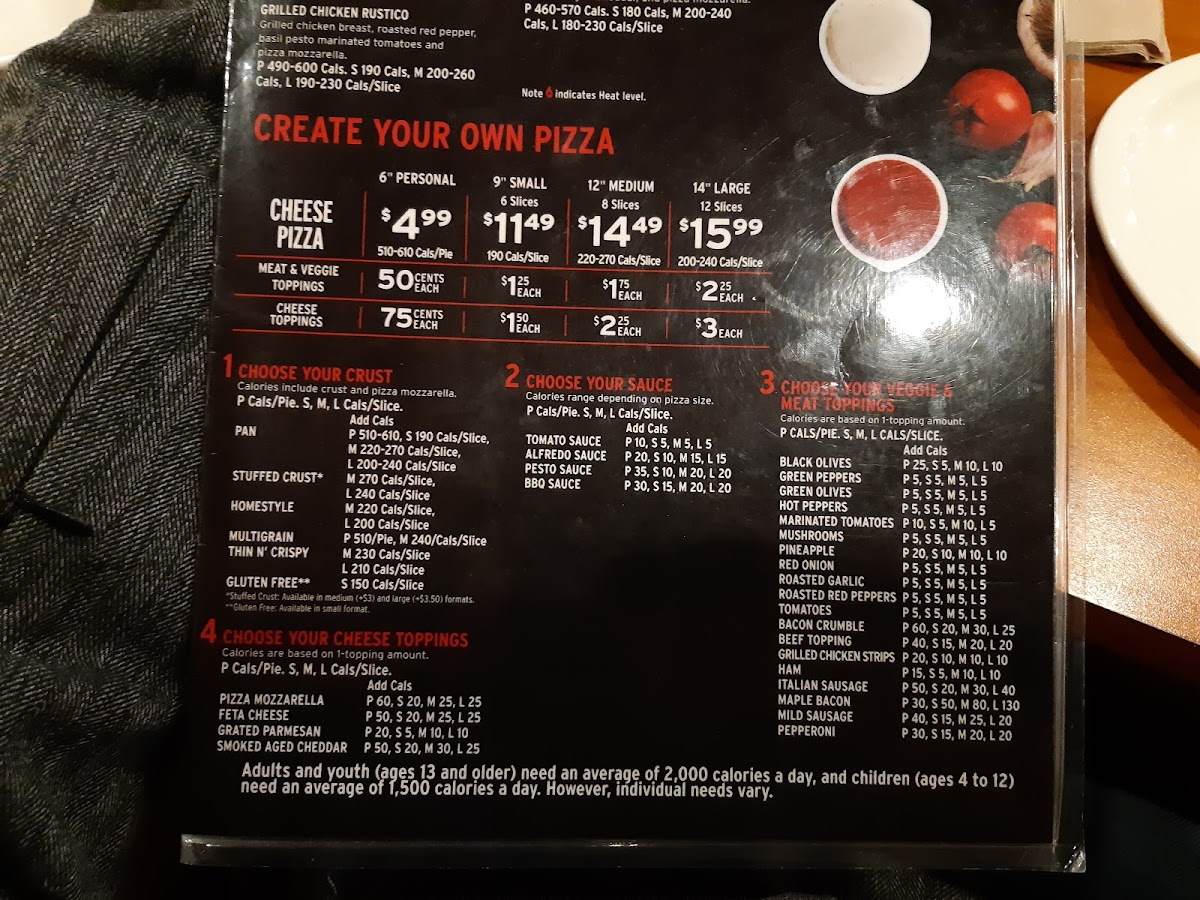 GRILLED CHICKEN RUSTICO
Grilled chicken breast, roasted red pepper,
basil pesto marinated tomatoes and
pizza mozzarella.
P 490-600 Cals. S 190 Cals, M 200-260
Cals, L 190-230 Cals/Slice
and pizza mozzarella.
P 460-570 Cals. S 180 Cals, M 200-240
Cals, L 180-230 Cals/Slice
Note indicates Heat level.
CREATE YOUR OWN PIZZA
6" PERSONAL
9" SMALL
6 Slices
12" MEDIUM
8 Slices
14" LARGE
12 Slices
CHEESE
PIZZA
$4.99
510-610 Cals/Pie
$11.49
190 Cals/Slice
$14.49
220-270 Cals/Slice
$15.99
200-240 Cals/Slice
MEAT & VEGGIE
TOPPINGS
50 CENTS EACH
$1.25 EACH
$1.75 EACH
$2.25 EACH
CHEESE
TOPPINGS
75 CENTS EACH
$1.50 EACH
$2.25 EACH
$3 EACH
1 CHOOSE YOUR CRUST
Calories include crust and pizza mozzarella.
P Cals/Pie. S, M, L Cals/Slice.
Add Cals
PAN P 510-610, S 190 Cals/Slice,
M 220-270 Cals/Slice,
L 200-240 Cals/Slice
STUFFED CRUST* M 270 Cals/Slice,
L 240 Cals/Slice
HOMESTYLE M 220 Cals/Slice,
L 200 Cals/Slice
MULTIGRAIN P 510/Pie, M 240/Cals/Slice
THIN N' CRISPY M 230 Cals/Slice
L 210 Cals/Slice
GLUTEN FREE** S 150 Cals/Slice
*Stuffed Crust: Available in medium (+$3) and large (+$3.50) formats.
**Gluten Free: Available in small format.
2 CHOOSE YOUR SAUCE
Calories range depending on pizza size.
P Cals/Pie. S, M, L Cals/Slice.
Add Cals
TOMATO SAUCE P 10, S 5, M 5, L 5
ALFREDO SAUCE P 20, S 10, M 15, L 15
PESTO SAUCE P 35, S 10, M 20, L 20
BBQ SAUCE P 30, S 15, M 20, L 20
3 CHOOSE YOUR VEGGIE &
MEAT TOPPINGS
Calories are based on 1-topping amount.
P CALS/PIE. S, M, L CALS/SLICE.
Add Cals
BLACK OLIVES P 25, S 5, M 10, L 10
GREEN PEPPERS P 5, S 5, M 5, L 5
GREEN OLIVES P 5, S 5, M 5, L 5
HOT PEPPERS P 5, S 5, M 5, L 5
MARINATED TOMATOES P 10, S 5, M 10, L 5
MUSHROOMS P 5, S 5, M 5, L 5
PINEAPPLE P 20, S 10, M 10, L 10
RED ONION P 5, S 5, M 5, L 5
ROASTED GARLIC P 5, S 5, M 5, L 5
ROASTED RED PEPPERS P 5, S 5, M 5, L 5
TOMATOES P 5, S 5, M 5, L 5
BACON CRUMBLE P 60, S 20, M 30, L 25
BEEF TOPPING P 40, S 15, M 20, L 20
GRILLED CHICKEN STRIPS P 20, S 10, M 10, L 10
HAM P 15, S 5, M 10, L 10
ITALIAN SAUSAGE P 50, S 20, M 30, L 40
MAPLE BACON P 30, S 50, M 80, L 130
MILD SAUSAGE P 40, S 15, M 25, L 20
PEPPERONI P 30, S 15, M 20, L 20
4 CHOOSE YOUR CHEESE TOPPINGS
Calories are based on 1-topping amount.
P Cals/Pie. S, M, L Cals/Slice.
Add Cals
PIZZA MOZZARELLA P 60, S 20, M 25, L 25
FETA CHEESE P 50, S 20, M 25, L 25
GRATED PARMESAN P 20, S 5, M 10, L 10
SMOKED AGED CHEDDAR P 50, S 20, M 30, L 25
Adults and youth (ages 13 and older) need an average of 2,000 calories a day, and children (ages 4 to 12)
need an average of 1,500 calories a day. However, individual needs vary.